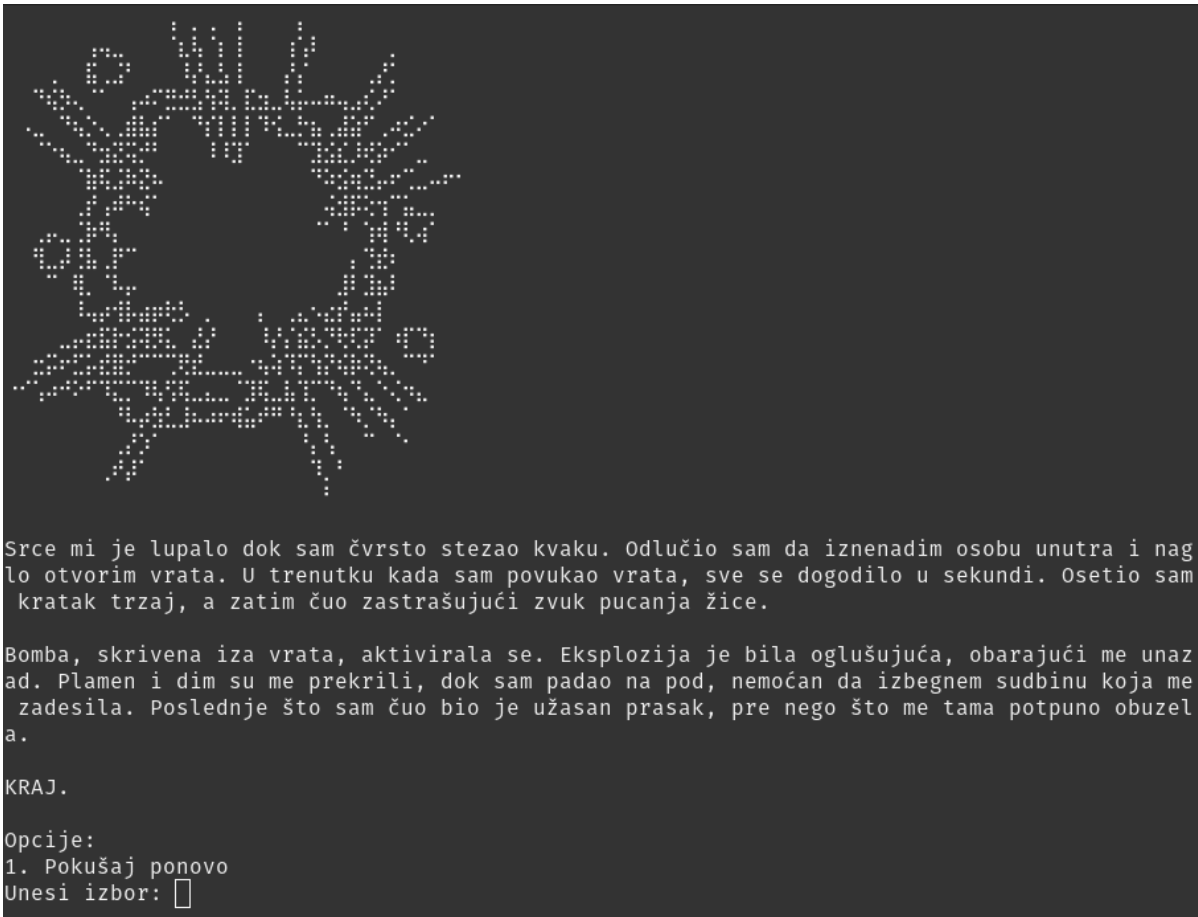 Srce mi je lupalo dok sam čvrsto stezao kvaku. Odlučio sam da iznenadim osobu unutra i nag
lo otvorim vrata. U trenutku kada sam povukao vrata, sve se dogodilo u sekundi. Osetio sam
kratak trzaj, a zatim čuo zastrašujući zvuk pucanja žice.
Bomba, skrivena iza vrata, aktivirala se. Eksplozija je bila oglušujuća, obarajući me unaz
ad. Plamen i dim su me prekrili, dok sam padao na pod, nemoćan da izbegnem sudbinu koja me
zadesila. Poslednje što sam čuo bio je užasan prasak, pre nego što me tama potpuno obuzel
a.
KRAJ.
Opcije:
1. Pokušaj ponovo
Unesi izbor: